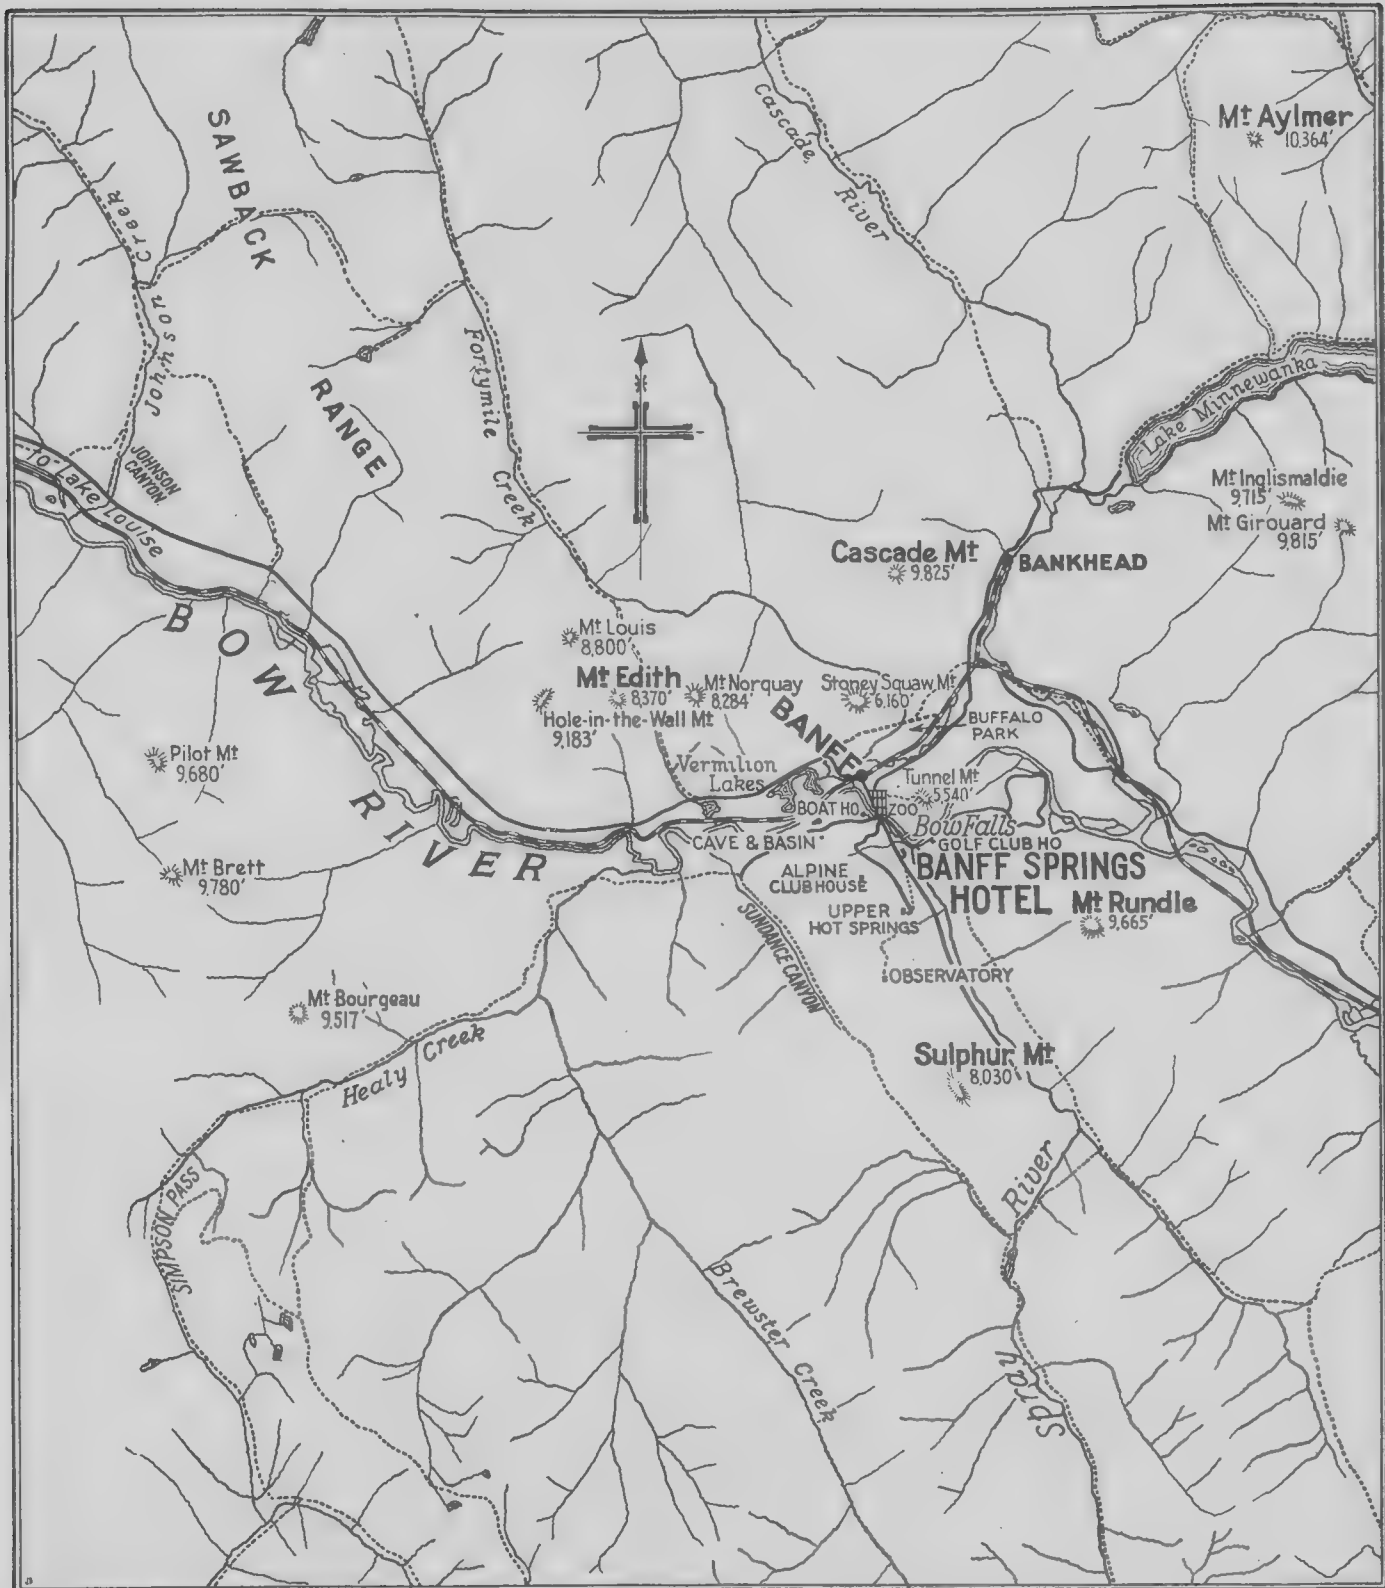 Mt Aylmer
10,364'
SAWBACK
RANGE
Cascade
River
Johnson Creek
Fortymile
Creek
Lake Minnewanka
JOHNSON
CANYON
to Lake Louise
Mt Inglismaldie
9,715'
Mt Girouard
9,815'
Cascade Mt
9,825'
BANKHEAD
BOW RIVER
Mt Louis
8,800'
Mt Edith
8,370'
Mt Norquay
8,284'
Stoney Squaw Mt
6,160'
Hole-in-the-Wall Mt
9,183'
BANFF
BUFFALO
PARK
Pilot Mt
9,680'
Vermilion
Lakes
Tunnel Mt
5,540'
BOAT HO.
ZOO
Bow Falls
CAVE & BASIN
GOLF CLUB HO
Mt Brett
9,780'
ALPINE
CLUB HOUSE
BANFF SPRINGS
HOTEL
UPPER
HOT SPRINGS
Mt Rundle
9,665'
SUNDANCE CANYON
OBSERVATORY
Mt Bourgeau
9,517'
Healy Creek
Sulphur Mt
8,030
SIMPSON PASS
Spray River
Brewster Creek